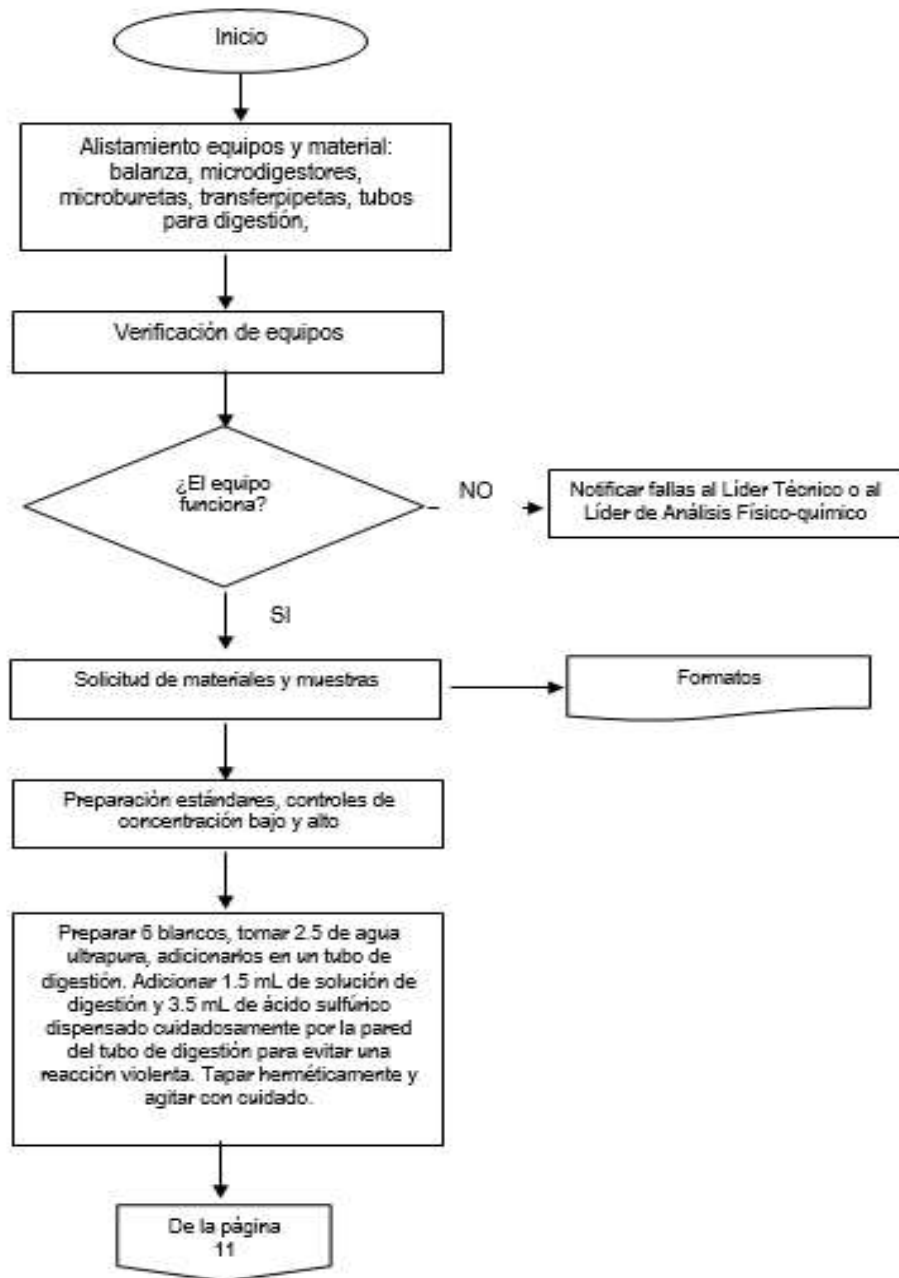 Inicio
Alistamiento equipos y material:
balanza, microdigestores,
microburetas, transferpipetas, tubos
para digestión,
Verificación de equipos
¿El equipo
funciona?
NO
Notificar fallas al Líder Técnico o al
Líder de Análisis Físico-químico
SI
Solicitud de materiales y muestras
Formatos
Preparación estándares, controles de
concentración bajo y alto
Preparar 6 blancos, tomar 2.5 de agua
ultrapura, adicionarlos en un tubo de
digestión. Adicionar 1.5 mL de solución de
digestión y 3.5 mL de ácido sulfúrico
dispensado cuidadosamente por la pared
del tubo de digestión para evitar una
reacción violenta. Tapar herméticamente y
agitar con cuidado.
De la página
11